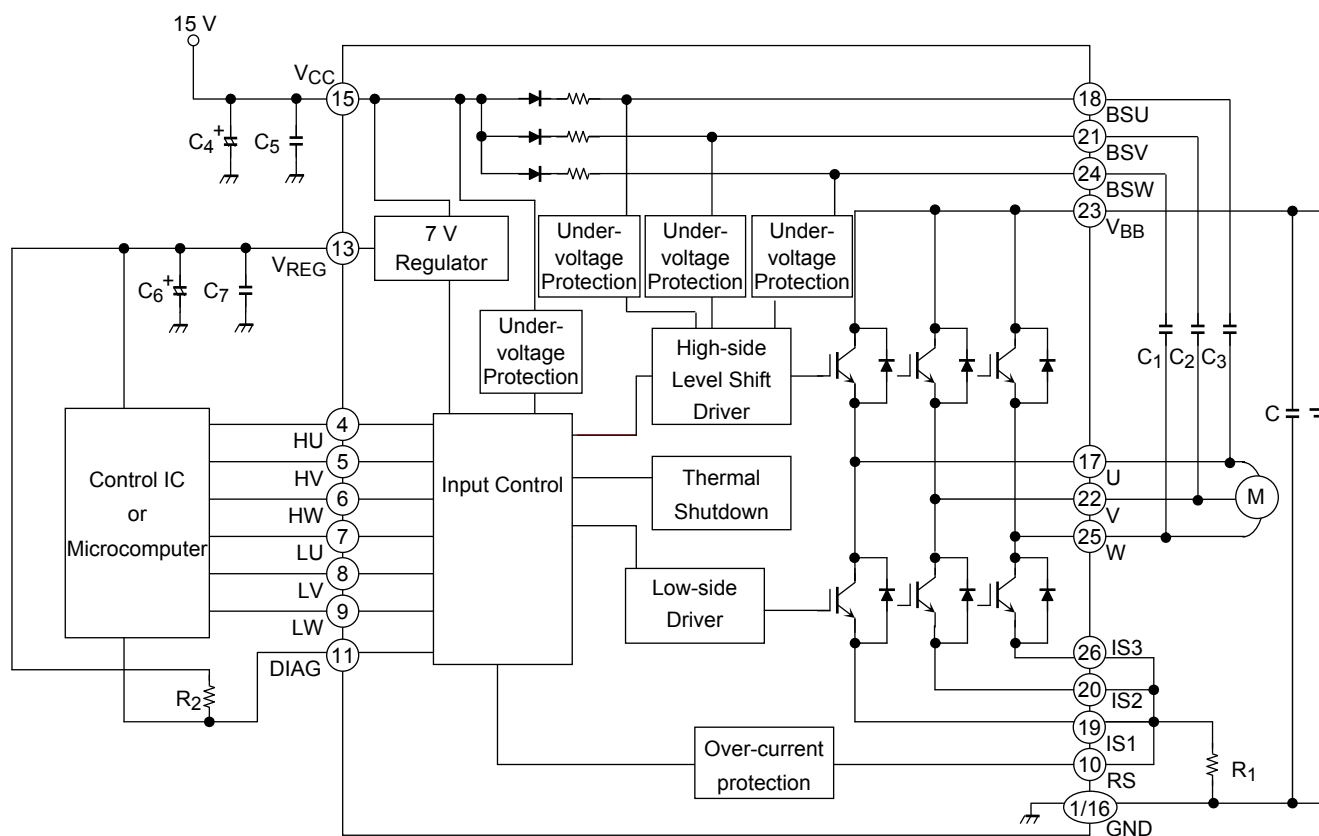 15 V
VCC
15
C4
+
C5
18
BSU
21
BSV
24
BSW
23
VBB
13
VREG
C6
+
C7
7 V
Regulator
Under-
voltage
Protection
Under-
voltage
Protection
Under-
voltage
Protection
Under-
voltage
Protection
High-side
Level Shift
Driver
C1
C2
C3
C
Control IC
or
Microcomputer
4
HU
5
HV
6
HW
7
LU
8
LV
9
LW
11
DIAG
R2
Input Control
Thermal
Shutdown
Low-side
Driver
17
U
22
V
25
W
M
26
IS3
20
IS2
19
IS1
10
RS
1/16
GND
R1
Over-current
protection